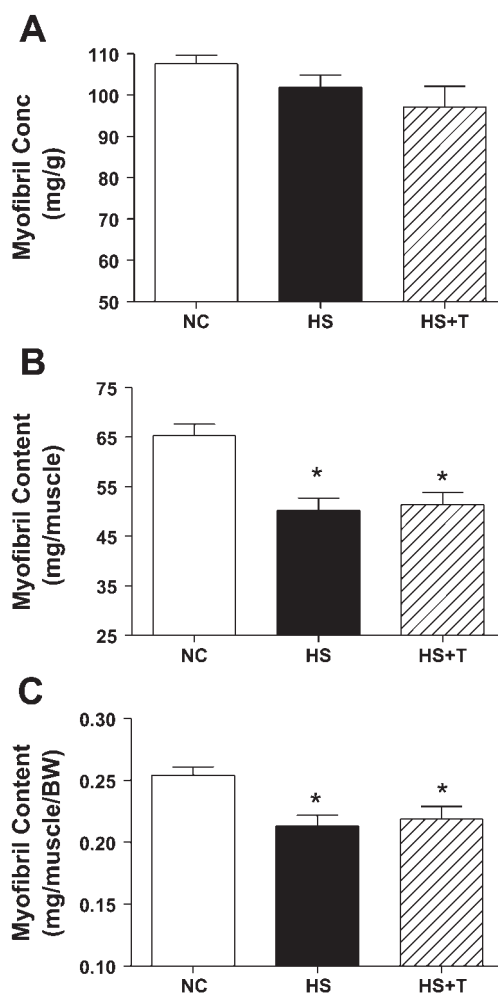 A
Myofibril Conc
(mg/g)
110
100
90
80
70
60
50
NC HS HS+T
B
Myofibril Content
(mg/muscle)
75
65
55
45
35
25
* *
NC HS HS+T
C
Myofibril Content
(mg/muscle/BW)
0.30
0.25
0.20
0.15
0.10
* *
NC HS HS+T